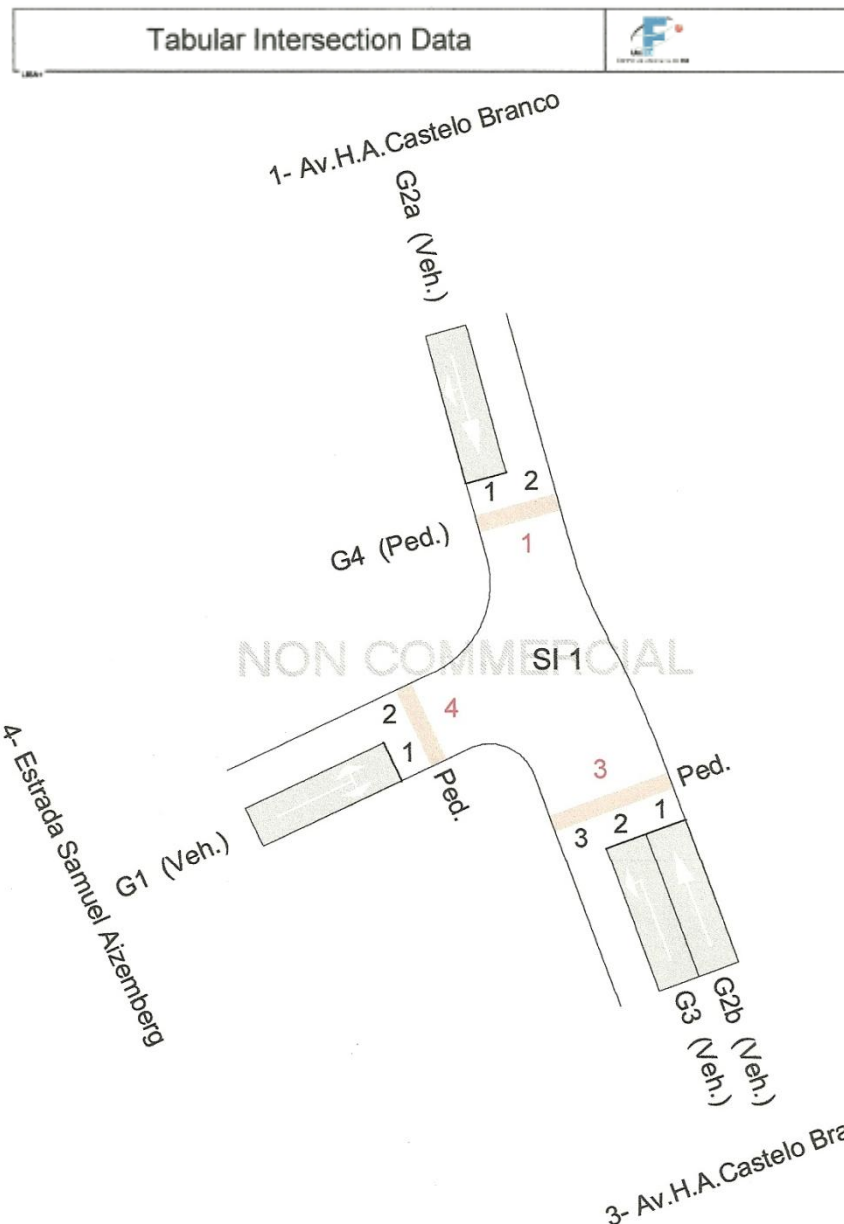 Tabular Intersection Data
LISA+
1- Av.H.A.Castelo Branco
G2a (Veh.)
1 2
G4 (Ped.)
1
NON COMMERCIAL
SI 1
2
4
1
Ped.
G1 (Veh.)
4- Estrada Samuel Aizemberg
3
Ped.
3 2 1
G3 (Veh.)
G2b (Veh.)
3- Av.H.A.Castelo Bra